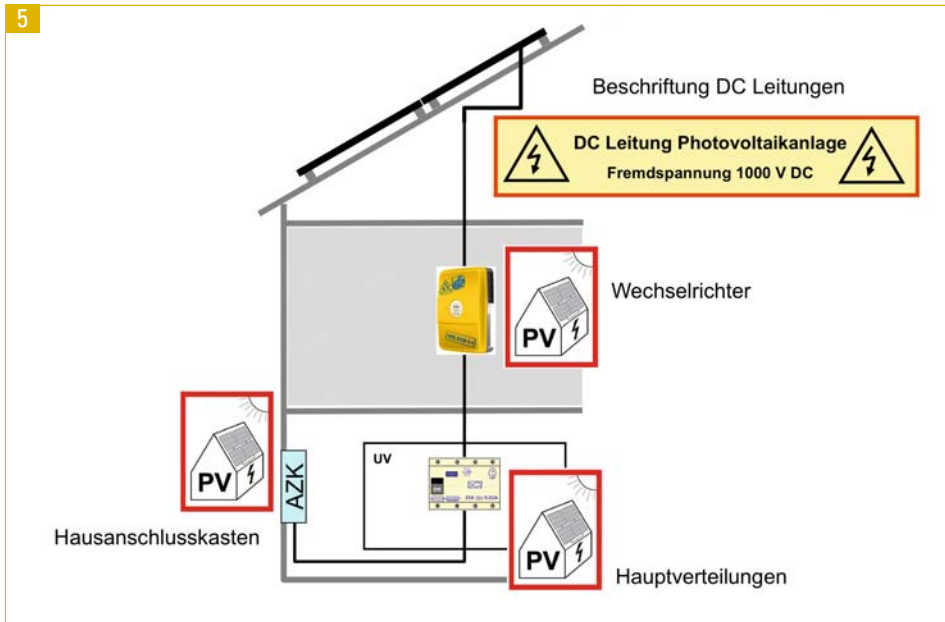 5
Beschriftung DC Leitungen
DC Leitung Photovoltaikanlage
Fremdspannung 1000 V DC
PV
Wechselrichter
PV
AZK
Hausanschlusskasten
UV
PV
Hauptverteilungen